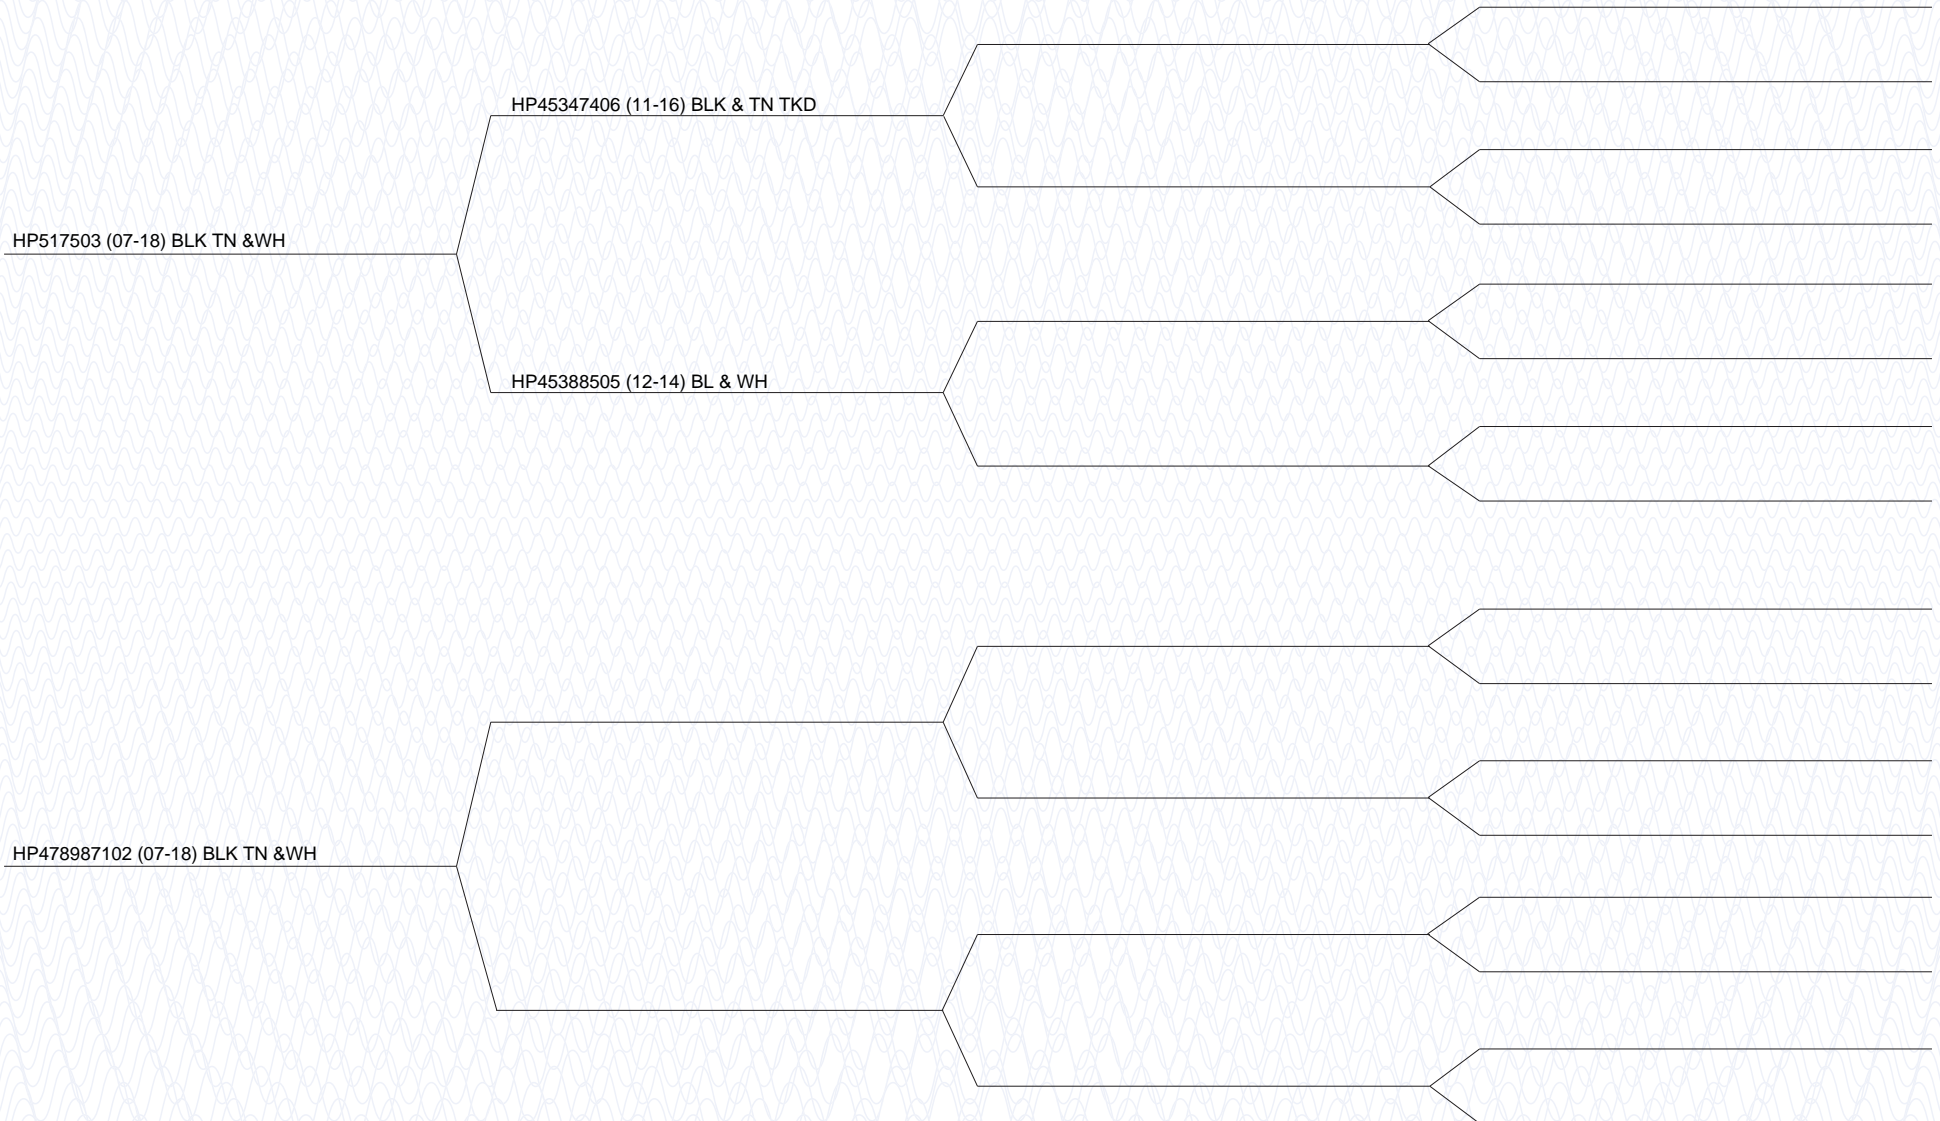 HP45347406 (11-16) BLK & TN TKD
HP517503 (07-18) BLK TN &WH
HP45388505 (12-14) BL & WH
HP478987102 (07-18) BLK TN &WH